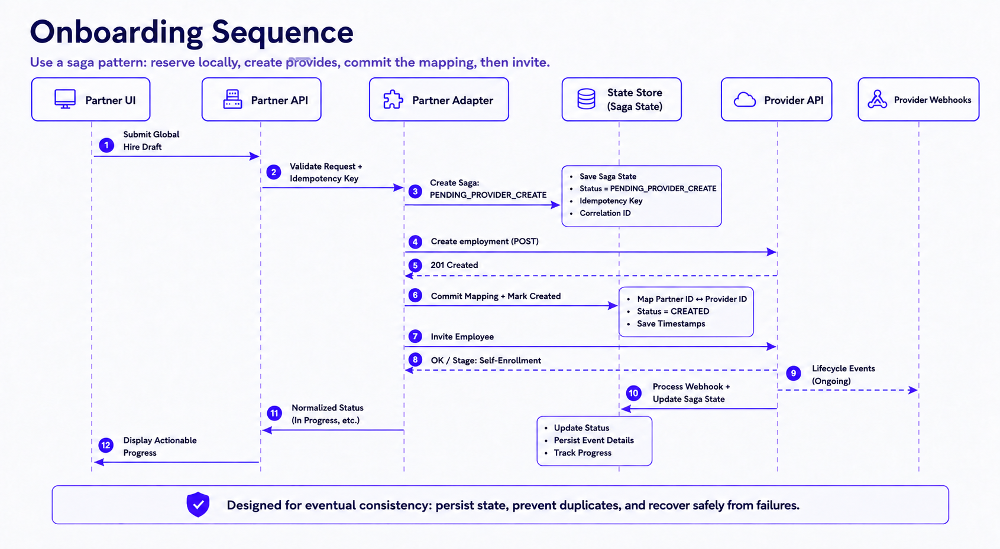 Onboarding Sequence
Use a saga pattern: reserve locally, create provides, commit the mapping, then invite.
Partner UI
Partner API
Partner Adapter
State Store
(Saga State)
Provider API
Provider Webhooks
1
Submit Global
Hire Draft
2
Validate Request +
Idempotency Key
3
Create Saga:
PENDING_PROVIDER_CREATE
• Save Saga State
• Status = PENDING_PROVIDER_CREATE
• Idempotency Key
• Correlation ID
4
Create employment (POST)
5
201 Created
6
Commit Mapping + Mark Created
• Map Partner ID ↔ Provider ID
• Status = CREATED
• Save Timestamps
7
Invite Employee
8
OK / Stage: Self-Enrollment
9
Lifecycle Events
(Ongoing)
10
Process Webhook +
Update Saga State
• Update Status
• Persist Event Details
• Track Progress
11
Normalized Status
(In Progress, etc.)
12
Display Actionable
Progress
Designed for eventual consistency: persist state, prevent duplicates, and recover safely from failures.